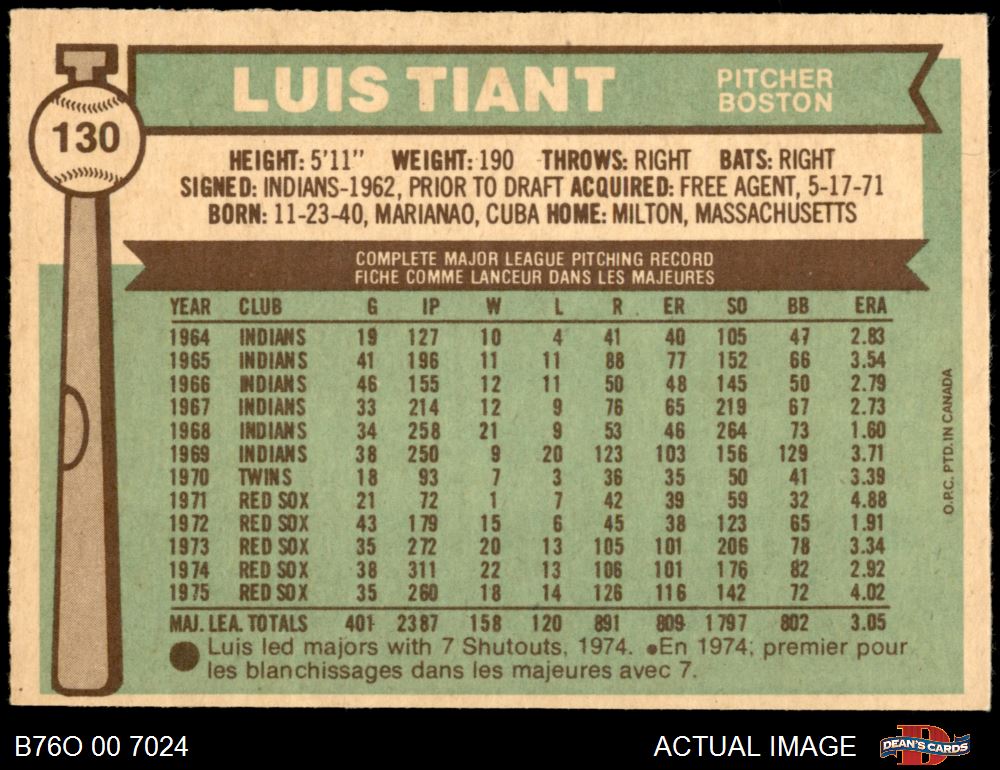 130
LUIS TIANT
PITCHER
BOSTON
HEIGHT: 5'11" WEIGHT: 190 THROWS: RIGHT BATS: RIGHT
SIGNED: INDIANS-1962, PRIOR TO DRAFT ACQUIRED: FREE AGENT, 5-17-71
BORN: 11-23-40, MARIANAO, CUBA HOME: MILTON, MASSACHUSETTS
COMPLETE MAJOR LEAGUE PITCHING RECORD
FICHE COMME LANCEUR DANS LES MAJEURES
YEAR CLUB G IP W L R ER SO BB ERA
1964 INDIANS 19 127 10 4 41 40 105 47 2.83
1965 INDIANS 41 196 11 11 88 77 152 66 3.54
1966 INDIANS 46 155 12 11 50 48 145 50 2.79
1967 INDIANS 33 214 12 9 76 65 219 67 2.73
1968 INDIANS 34 258 21 9 53 46 264 73 1.60
1969 INDIANS 38 250 9 20 123 103 156 129 3.71
1970 TWINS 18 93 7 3 36 35 50 41 3.39
1971 RED SOX 21 72 1 7 42 39 59 32 4.88
1972 RED SOX 43 179 15 6 45 38 123 65 1.91
1973 RED SOX 35 272 20 13 105 101 206 78 3.34
1974 RED SOX 38 311 22 13 106 101 176 82 2.92
1975 RED SOX 35 260 18 14 126 116 142 72 4.02
MAJ. LEA. TOTALS 401 2387 158 120 891 809 1797 802 3.05
Luis led majors with 7 Shutouts, 1974. •En 1974; premier pour
les blanchissages dans les majeures avec 7.
O.P.C. PTD. IN CANADA
B76O 00 7024
ACTUAL IMAGE
D
DEAN'S CARDS